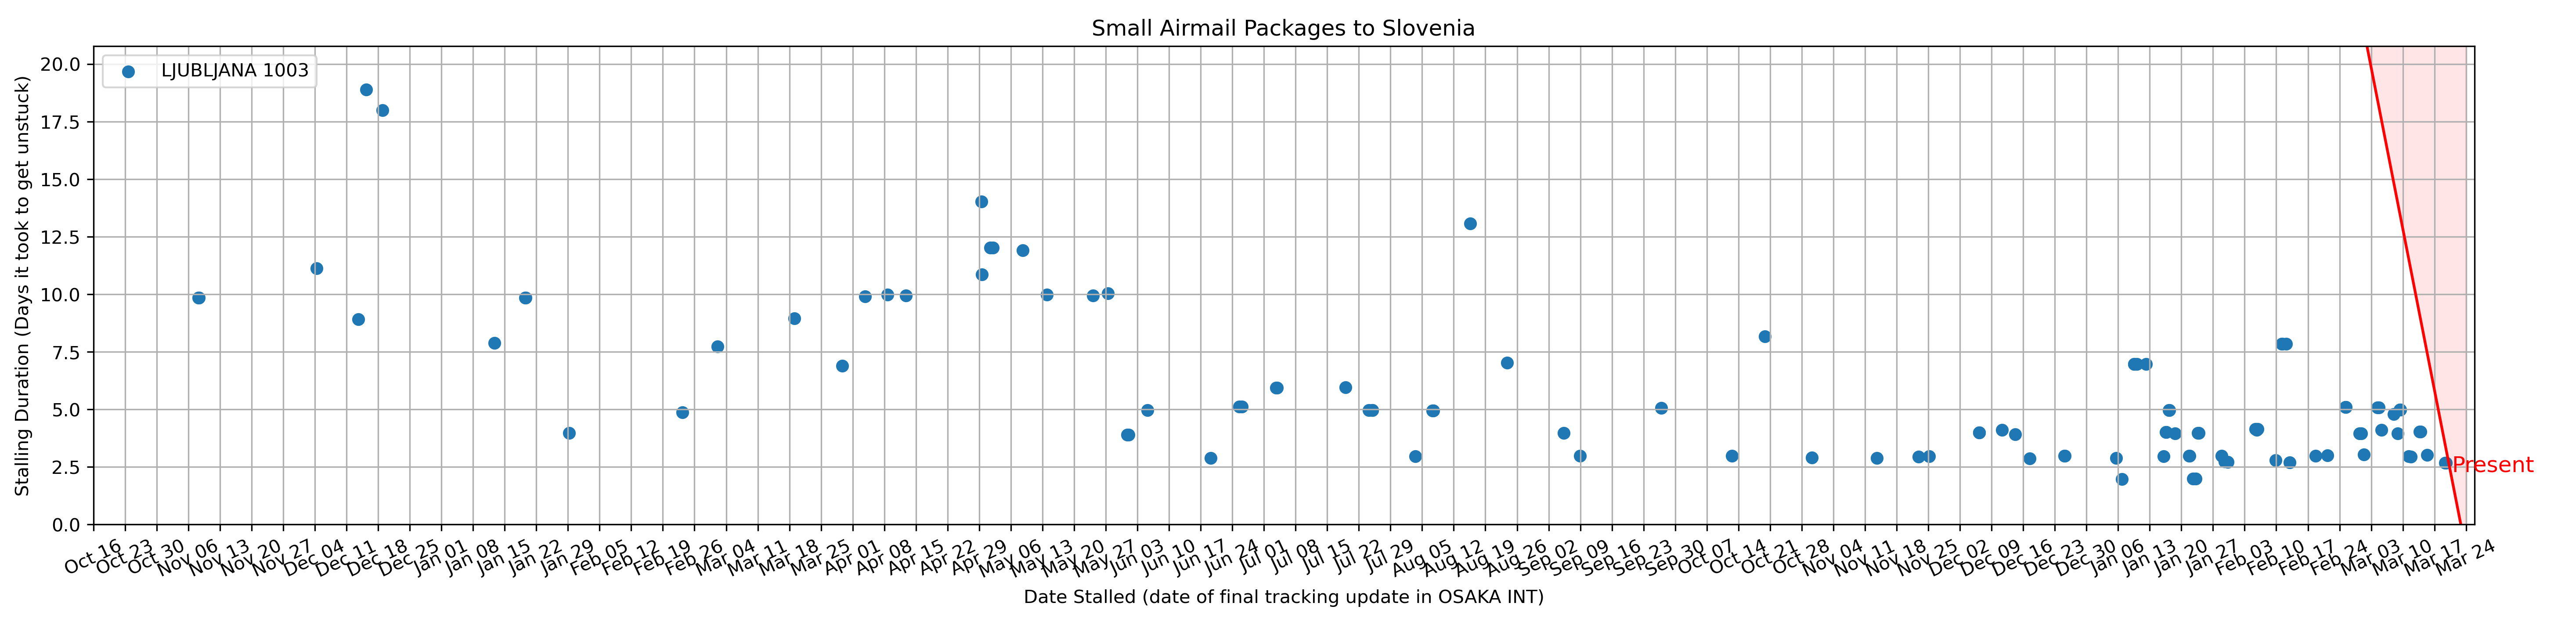 Small Airmail Packages to Slovenia
LJUBLJANA 1003
Stalling Duration (Days it took to get unstuck)
20.0
17.5
15.0
12.5
10.0
7.5
5.0
2.5
0.0
Present
Oct 16 Oct 23 Oct 30 Nov 06 Nov 13 Nov 20 Nov 27 Dec 04 Dec 11 Dec 18 Dec 25 Jan 01 Jan 08 Jan 15 Jan 22 Jan 29 Feb 05 Feb 12 Feb 19 Feb 26 Mar 04 Mar 11 Mar 18 Mar 25 Apr 01 Apr 08 Apr 15 Apr 22 Apr 29 May 06 May 13 May 20 May 27 Jun 03 Jun 10 Jun 17 Jun 24 Jul 01 Jul 08 Jul 15 Jul 22 Jul 29 Aug 05 Aug 12 Aug 19 Aug 26 Sep 02 Sep 09 Sep 16 Sep 23 Sep 30 Oct 07 Oct 14 Oct 21 Oct 28 Nov 04 Nov 11 Nov 18 Nov 25 Dec 02 Dec 09 Dec 16 Dec 23 Dec 30 Jan 06 Jan 13 Jan 20 Jan 27 Feb 03 Feb 10 Feb 17 Feb 24 Mar 03 Mar 10 Mar 17 Mar 24
Date Stalled (date of final tracking update in OSAKA INT)